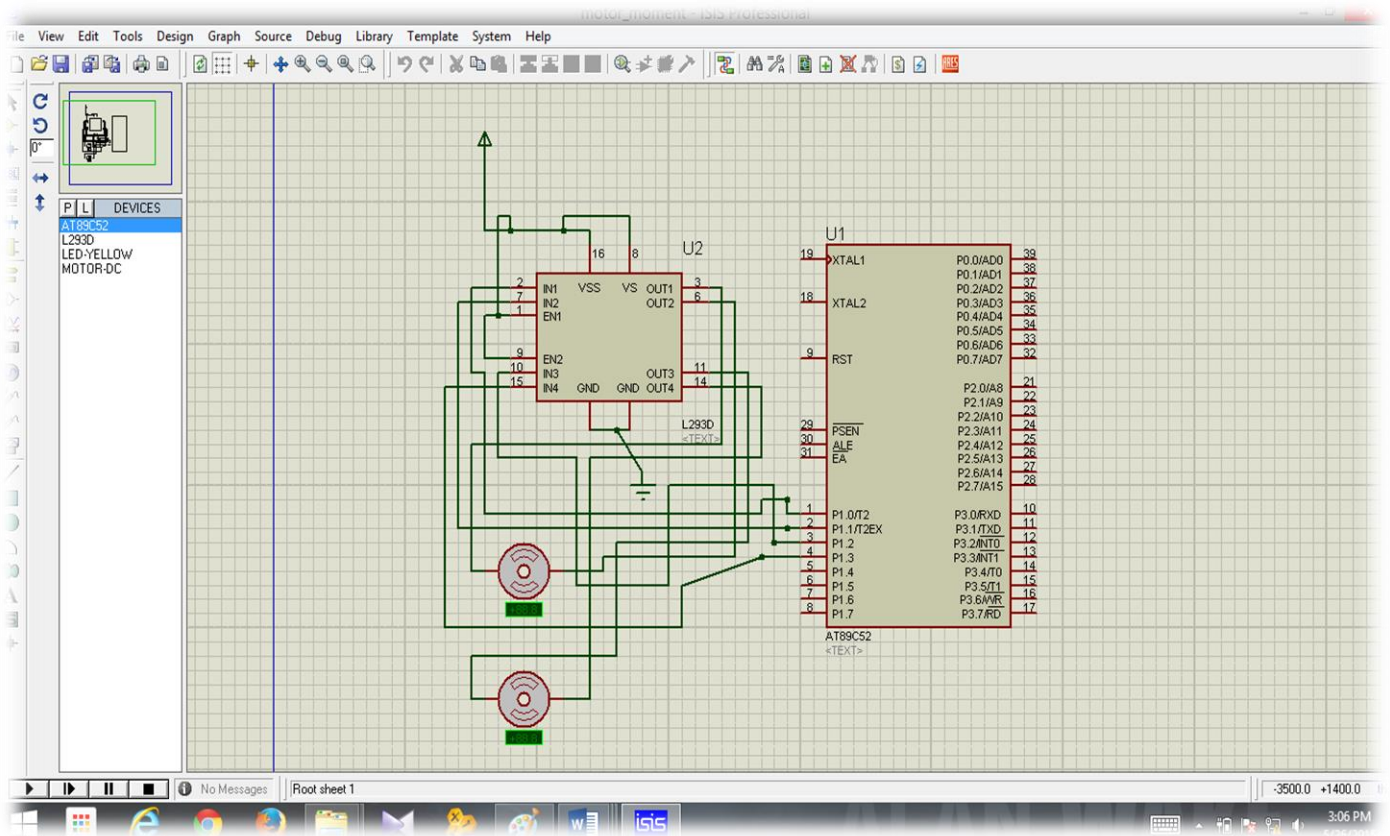 motor_moment - ISIS Professional
File View Edit Tools Design Graph Source Debug Library Template System Help
0°
P L DEVICES
AT89C52
L293D
LED-YELLOW
MOTOR-DC
U2
16 8
2 IN1 VSS VS OUT1 3
7 IN2 OUT2 6
1 EN1
9 EN2
10 IN3 OUT3 11
15 IN4 GND GND OUT4 14
L293D
<TEXT>
U1
19 XTAL1 P0.0/AD0 39
P0.1/AD1 38
P0.2/AD2 37
18 XTAL2 P0.3/AD3 36
P0.4/AD4 35
P0.5/AD5 34
P0.6/AD6 33
9 RST P0.7/AD7 32
P2.0/A8 21
P2.1/A9 22
P2.2/A10 23
29 PSEN P2.3/A11 24
30 ALE P2.4/A12 25
31 EA P2.5/A13 26
P2.6/A14 27
P2.7/A15 28
1 P1.0/T2 P3.0/RXD 10
2 P1.1/T2EX P3.1/TXD 11
3 P1.2 P3.2/INT0 12
4 P1.3 P3.3/INT1 13
5 P1.4 P3.4/T0 14
6 P1.5 P3.5/T1 15
7 P1.6 P3.6/WR 16
8 P1.7 P3.7/RD 17
AT89C52
<TEXT>
+88.8
+88.8
No Messages Root sheet 1 -3500.0 +1400.0
ARES
ISIS
3:06 PM